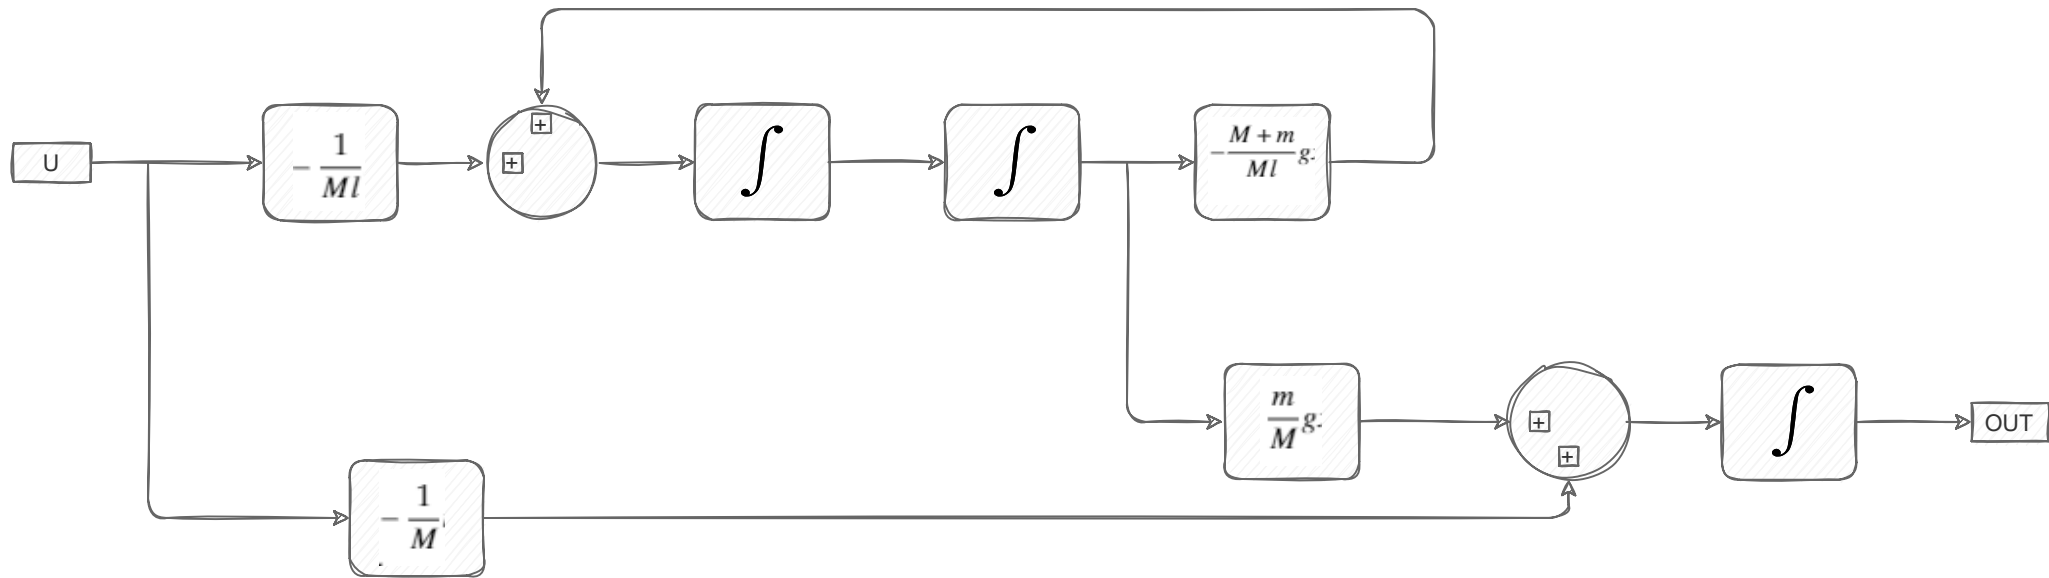 U
− 1/Ml
+
+
∫
∫
− M + m/Ml g
m/M g
+
+
∫
OUT
− 1/M